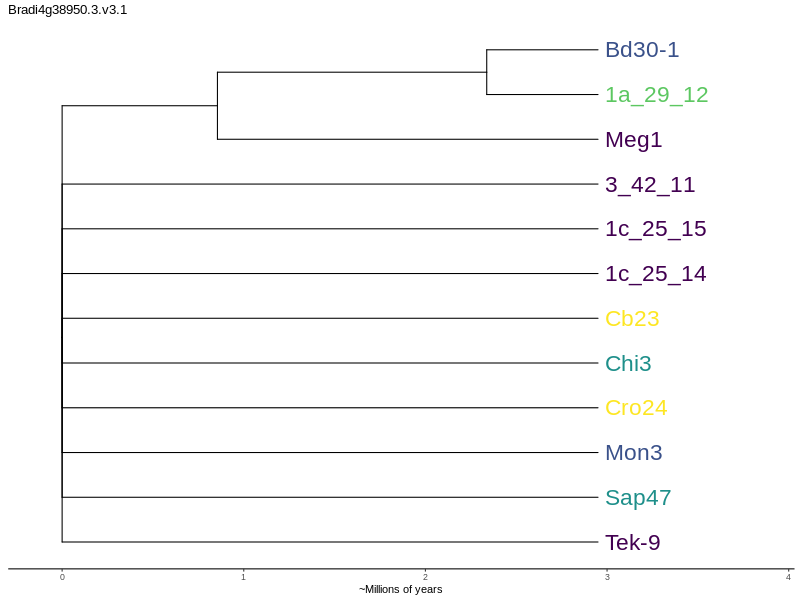 Bradi4g38950.3.v3.1
Bd30-1
1a_29_12
Meg1
3_42_11
1c_25_15
1c_25_14
Cb23
Chi3
Cro24
Mon3
Sap47
Tek-9
0 1 2 3 4
~Millions of years